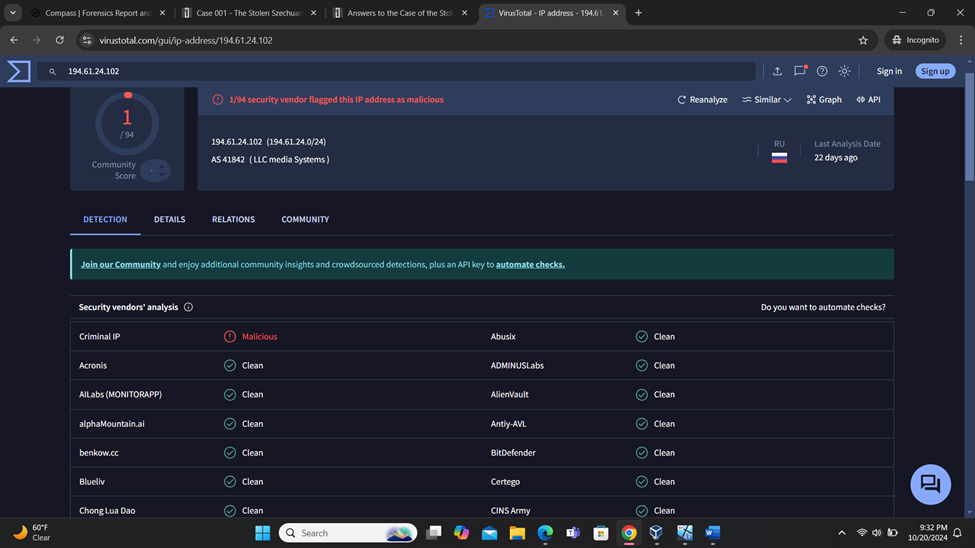 Compass | Forensics Report and
Case 001 - The Stolen Szechuan
Answers to the Case of the Stol
VirusTotal - IP address - 194.61.
virustotal.com/gui/ip-address/194.61.24.102
Incognito
194.61.24.102
Sign in
Sign up
1
/ 94
Community
Score
1/94 security vendor flagged this IP address as malicious
Reanalyze
Similar
Graph
API
194.61.24.102 (194.61.24.0/24)
AS 41842 ( LLC media Systems )
RU
Last Analysis Date
22 days ago
DETECTION
DETAILS
RELATIONS
COMMUNITY
Join our Community and enjoy additional community insights and crowdsourced detections, plus an API key to automate checks.
Security vendors' analysis
Do you want to automate checks?
Criminal IP
Malicious
Abusix
Clean
Acronis
Clean
ADMINUSLabs
Clean
AILabs (MONITORAPP)
Clean
AlienVault
Clean
alphaMountain.ai
Clean
Antiy-AVL
Clean
benkow.cc
Clean
BitDefender
Clean
Blueliv
Clean
Certego
Clean
Chong Lua Dao
Clean
CINS Army
Clean
60°F
Clear
Search
9:32 PM
10/20/2024